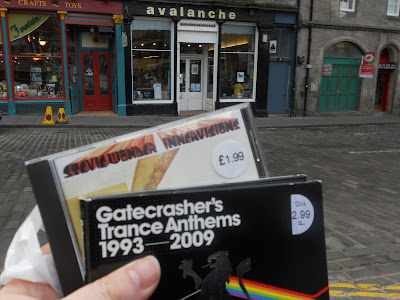 CRAFTS & TOYS
avalanche
STEVIE WONDER INNERVISIONS
£1.99
Gatecrasher's
Trance Anthems
1993—2009
2.99